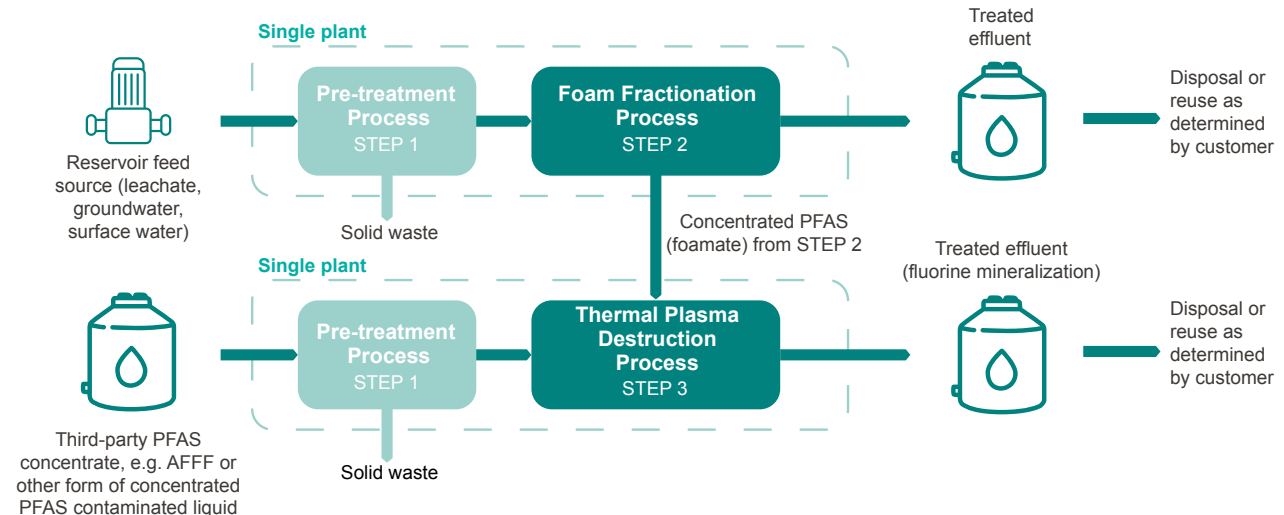 Single plant
Pre-treatment
Process
STEP 1
Foam Fractionation
Process
STEP 2
Treated
effluent
Disposal or
reuse as
determined
by customer
Reservoir feed
source (leachate,
groundwater,
surface water)
Solid waste
Concentrated PFAS
(foamate) from STEP 2
Single plant
Pre-treatment
Process
STEP 1
Thermal Plasma
Destruction
Process
STEP 3
Treated effluent
(fluorine mineralization)
Disposal or
reuse as
determined
by customer
Third-party PFAS
concentrate, e.g. AFFF or
other form of concentrated
PFAS contaminated liquid
Solid waste